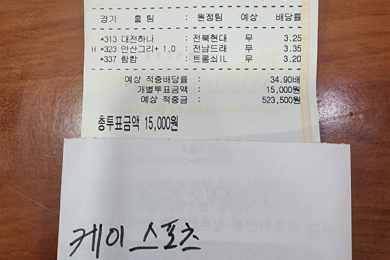 경기 홈 팀 : 원정팀 예상 배당률
*313 대전하나 : 전북현대 무 3.25
H *323 안산그리+ 1.0 : 전남드래 무 3.35
*337 함캄 : 트롬쇠IL 무 3.20
예상 적중배당률 : 34.90배
개별투표금액 : 15,000원
예상 적중금 : 523,500원
총투표금액 15,000원
케이 스포츠